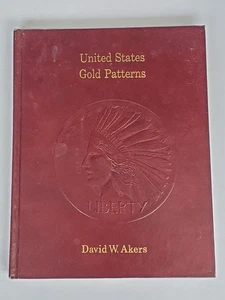 United States
Gold Patterns
LIBERTY
David W. Akers